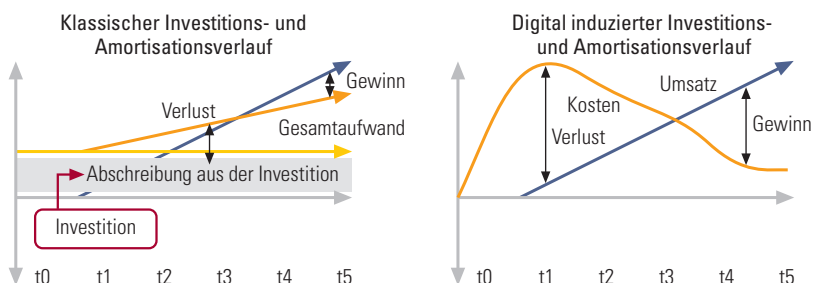 Klassischer Investitions- und
Amortisationsverlauf
Gewinn
Verlust
Gesamtaufwand
Abschreibung aus der Investition
Investition
t0 t1 t2 t3 t4 t5
Digital induzierter Investitions-
und Amortisationsverlauf
Umsatz
Kosten
Verlust
Gewinn
t0 t1 t2 t3 t4 t5